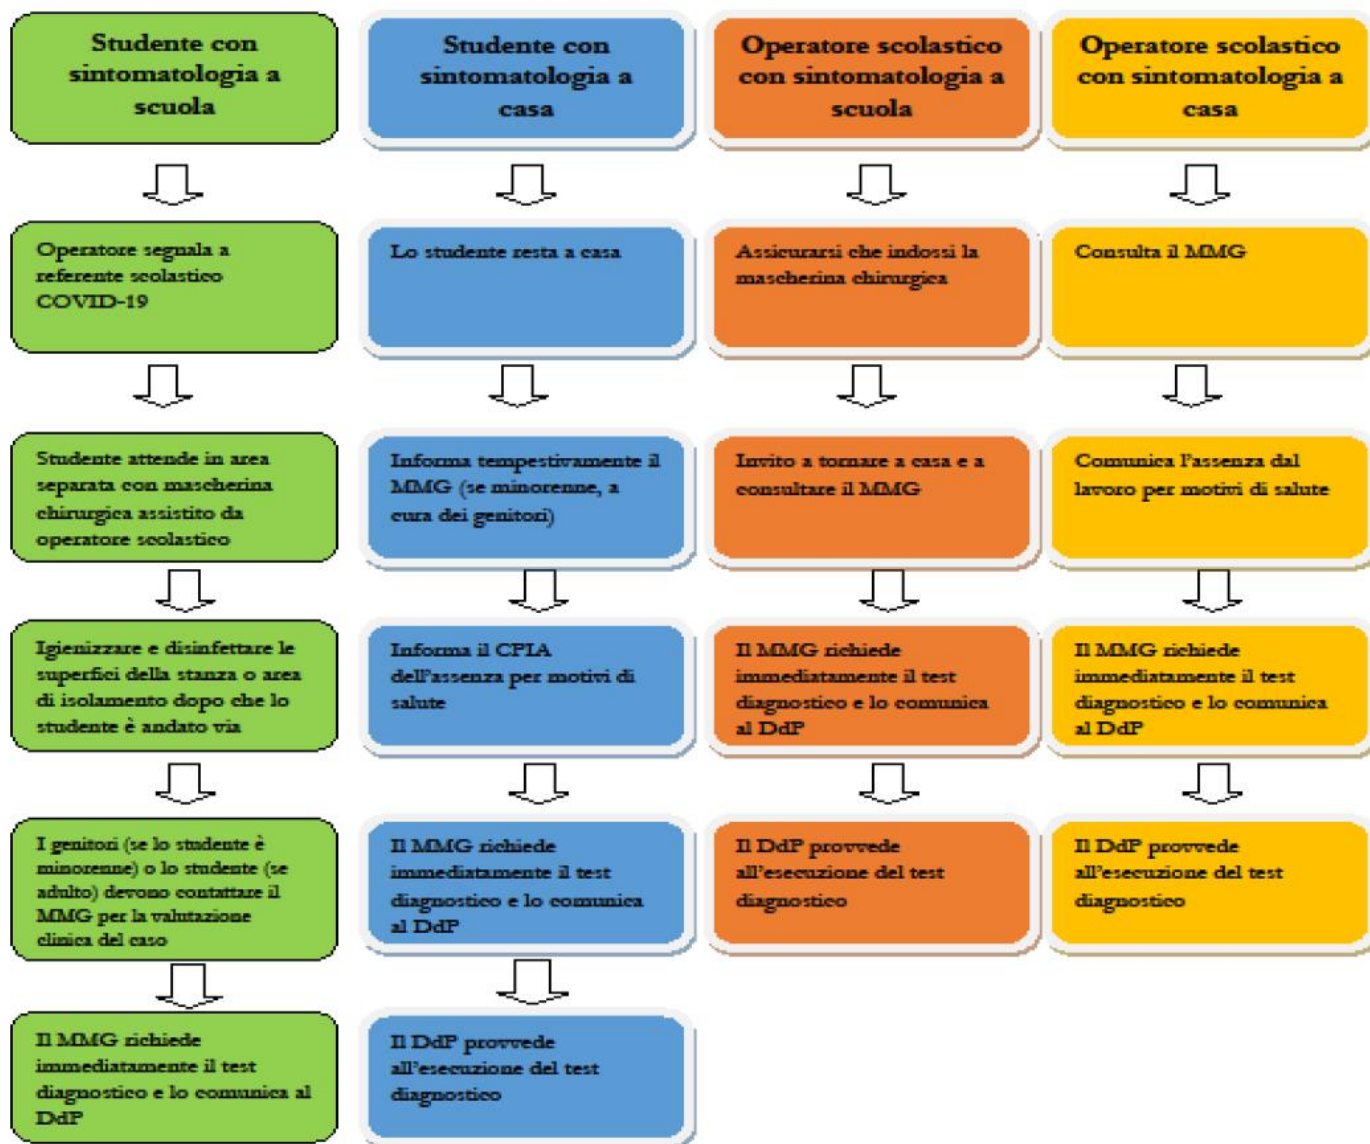 Studente con
sintomatologia a
scuola
Operatore segnala a
referente scolastico
COVID-19
Studente attende in area
separata con mascherina
chirurgica assistito da
operatore scolastico
Igienizzare e disinfettare le
superfici della stanza o area
di isolamento dopo che lo
studente è andato via
I genitori (se lo studente è
minorenne) o lo studente (se
adulto) devono contattare il
MMG per la valutazione
clinica del caso
Il MMG richiede
immediatamente il test
diagnostico e lo comunica al
DdP
Studente con
sintomatologia a
casa
Lo studente resta a casa
Informa tempestivamente il
MMG (se minorenne, a
cura dei genitori)
Informa il CPIA
dell'assenza per motivi di
salute
Il MMG richiede
immediatamente il test
diagnostico e lo comunica
al DdP
Il DdP provvede
all'esecuzione del test
diagnostico
Operatore scolastico
con sintomatologia a
scuola
Assicurarsi che indossi la
mascherina chirurgica
Invito a tornare a casa e a
consultare il MMG
Il MMG richiede
immediatamente il test
diagnostico e lo comunica
al DdP
Il DdP provvede
all'esecuzione del test
diagnostico
Operatore scolastico
con sintomatologia a
casa
Consulta il MMG
Comunica l'assenza dal
lavoro per motivi di salute
Il MMG richiede
immediatamente il test
diagnostico e lo comunica
al DdP
Il DdP provvede
all'esecuzione del test
diagnostico